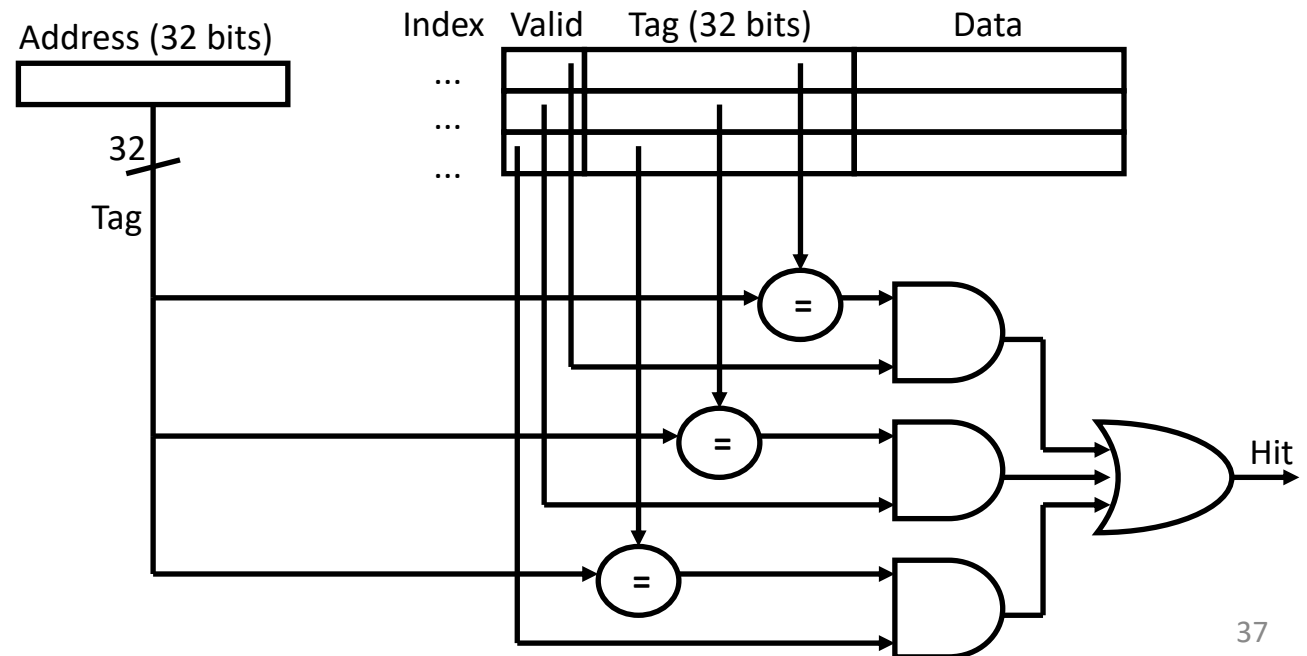 Address (32 bits)
Index Valid Tag (32 bits) Data
...
...
...
32
Tag
=
=
=
Hit
37